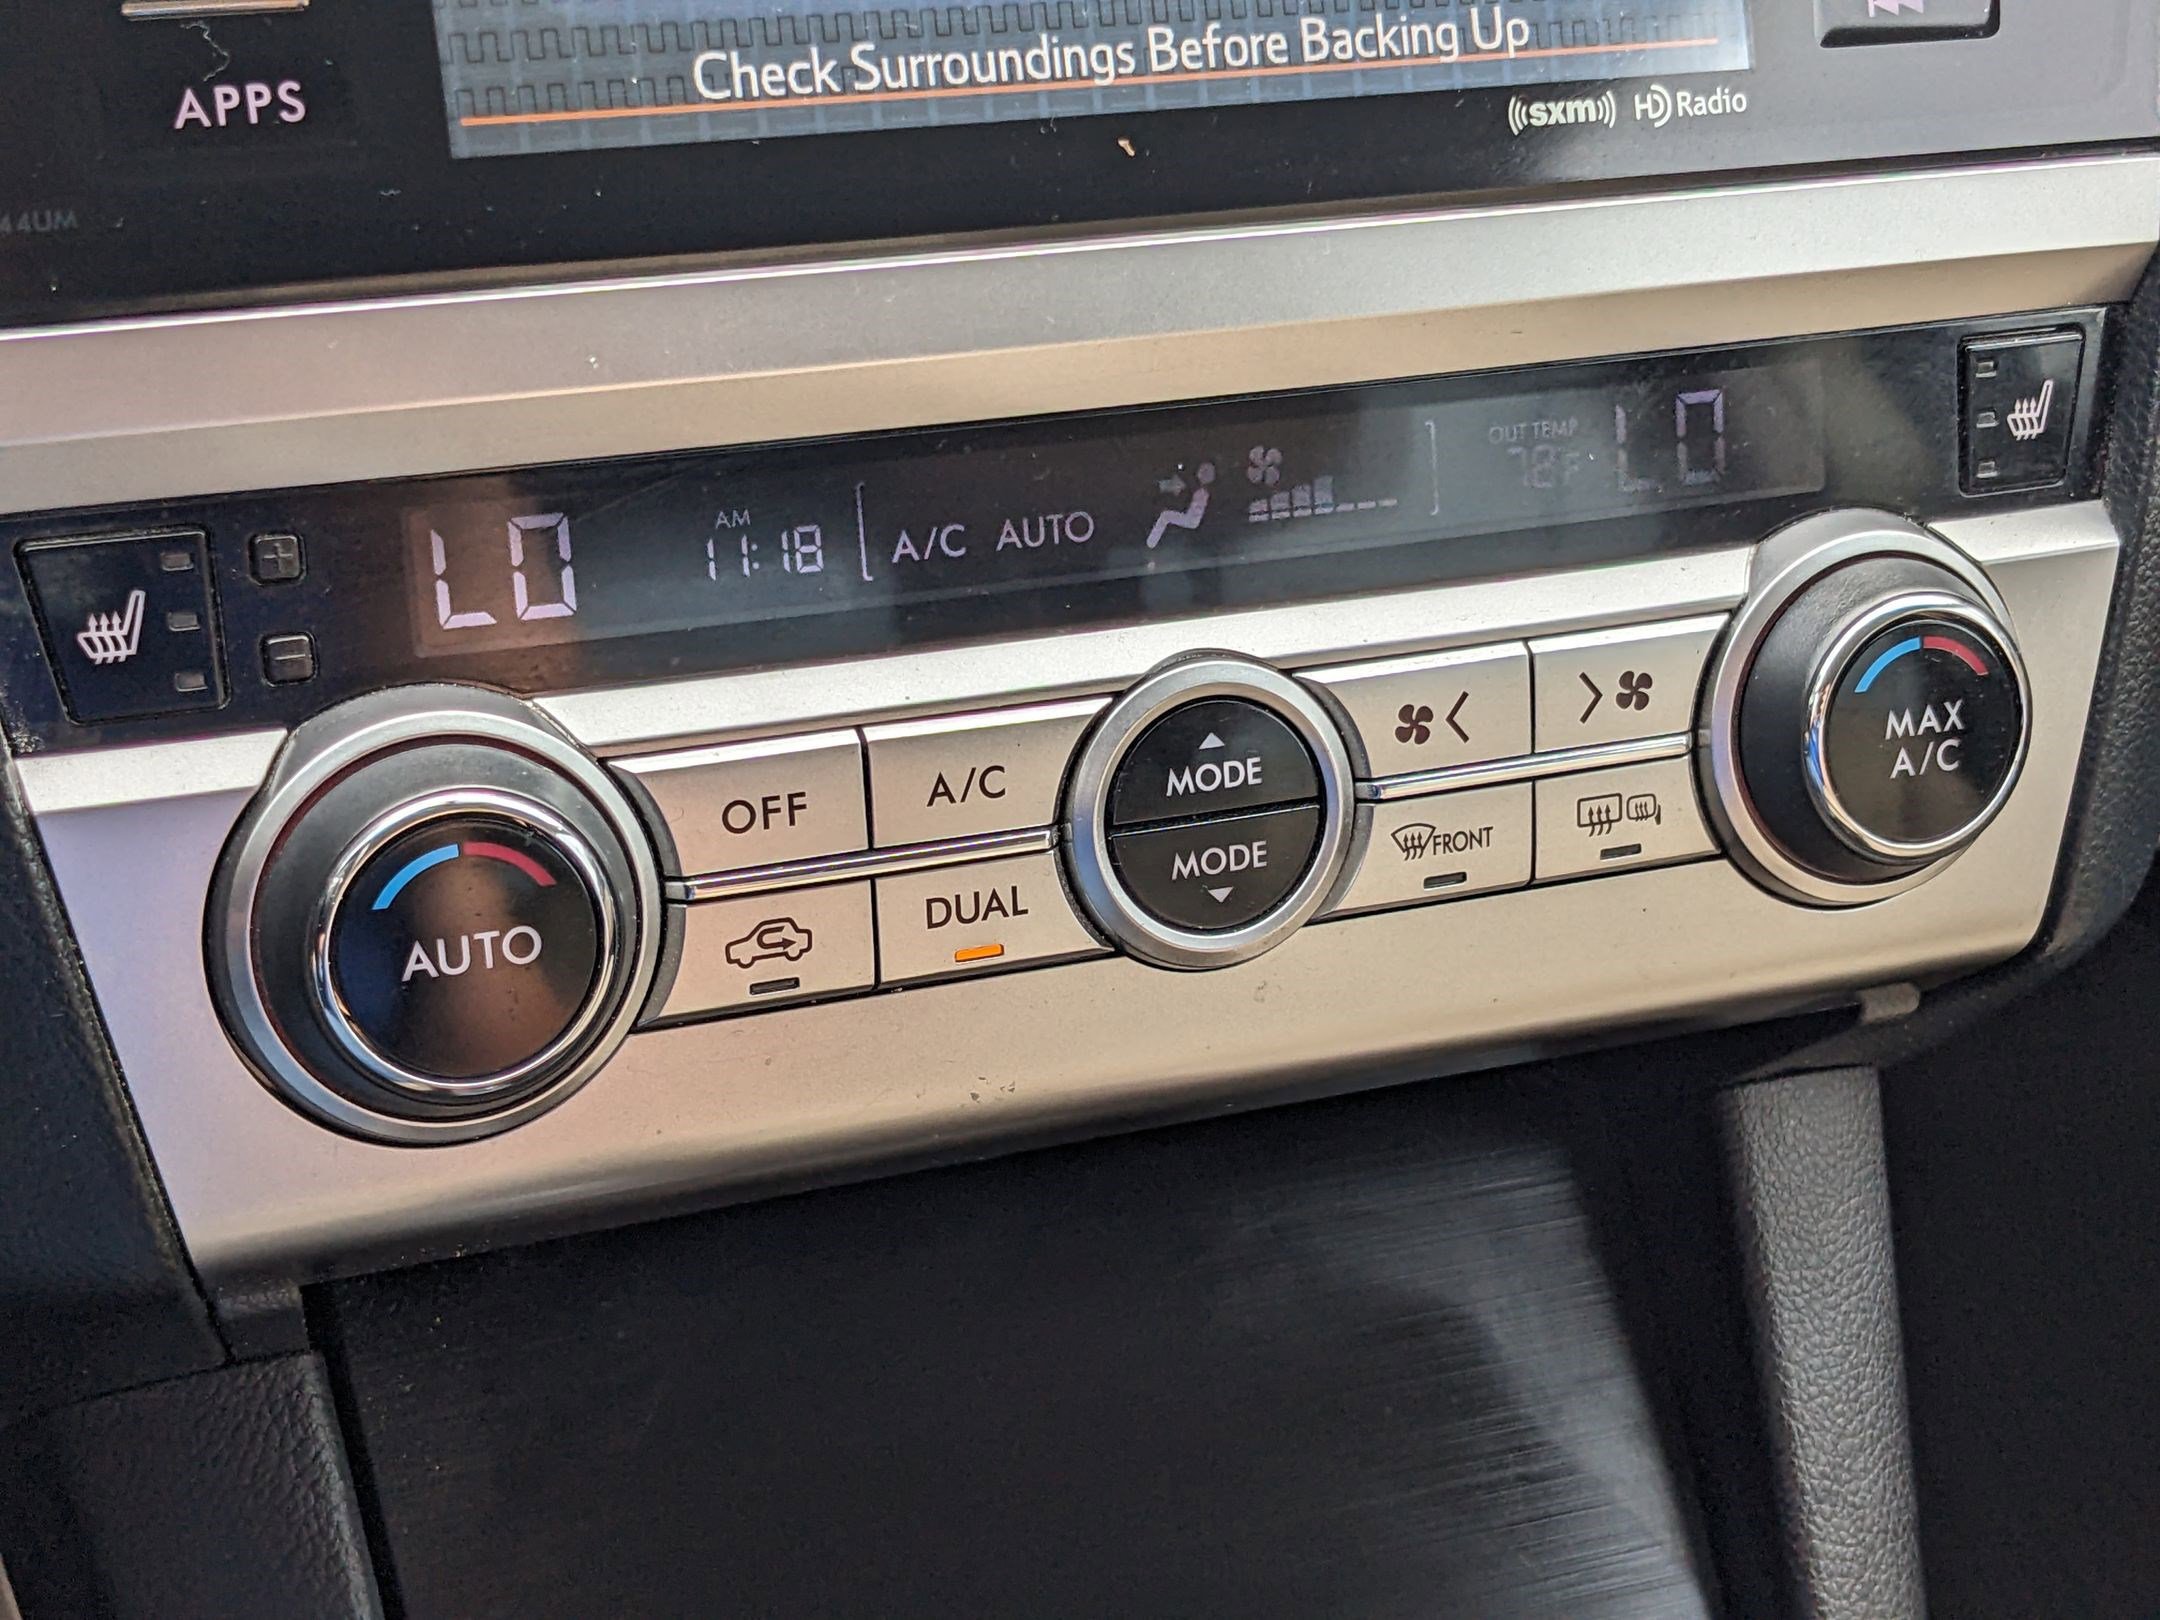 Check Surroundings Before Backing Up
APPS
((sxm)) HD Radio
44UM
LO AM 11:18 A/C AUTO OUT TEMP 78F LO
OFF A/C
DUAL
AUTO
MODE
MODE
FRONT
MAX
A/C